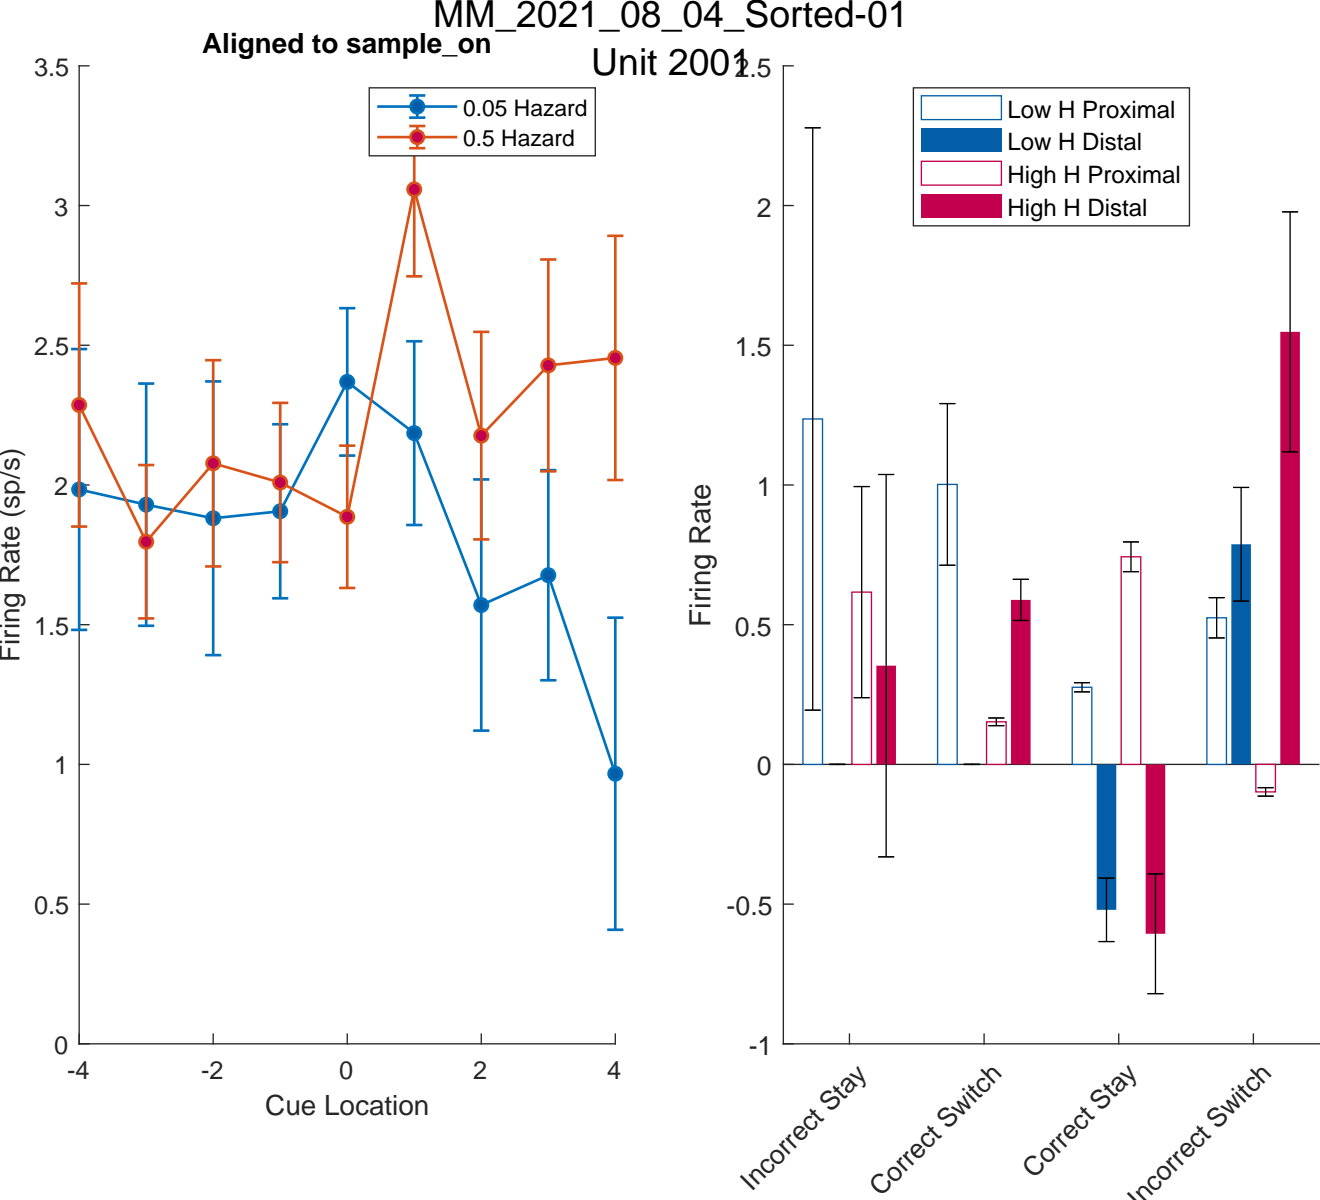 MM_2021_08_04_Sorted-01
Unit 2001
Aligned to sample_on
0.05 Hazard
0.5 Hazard
Firing Rate (sp/s)
3.5
3
2.5
2
1.5
1
0.5
0
-4
-2
0
2
4
Cue Location
Low H Proximal
Low H Distal
High H Proximal
High H Distal
Firing Rate
2.5
2
1.5
1
0.5
0
-0.5
-1
Incorrect Stay
Correct Switch
Correct Stay
Incorrect Switch